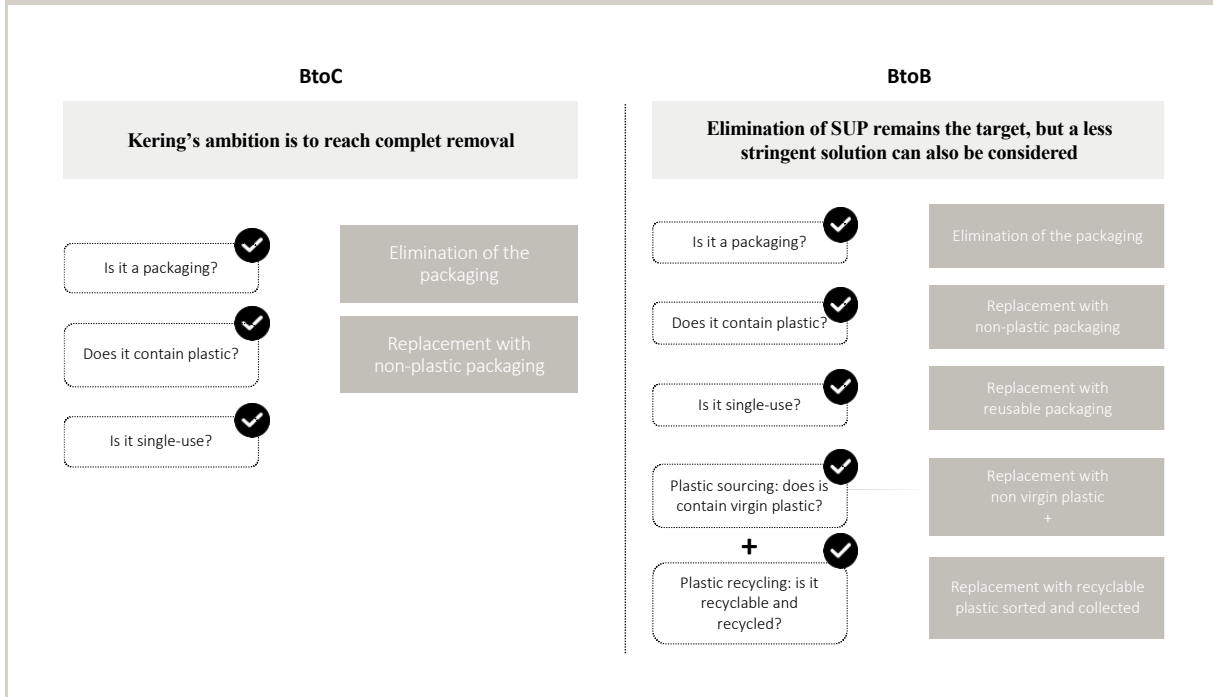 BtoC
Kering's ambition is to reach complet removal
Is it a packaging?
Does it contain plastic?
Is it single-use?
Elimination of the
packaging
Replacement with
non-plastic packaging
BtoB
Elimination of SUP remains the target, but a less
stringent solution can also be considered
Is it a packaging?
Elimination of the packaging
Does it contain plastic?
Replacement with
non-plastic packaging
Is it single-use?
Replacement with
reusable packaging
Plastic sourcing: does is
contain virgin plastic?
Replacement with
non virgin plastic
+
+
Plastic recycling: is it
recyclable and
recycled?
Replacement with recyclable
plastic sorted and collected